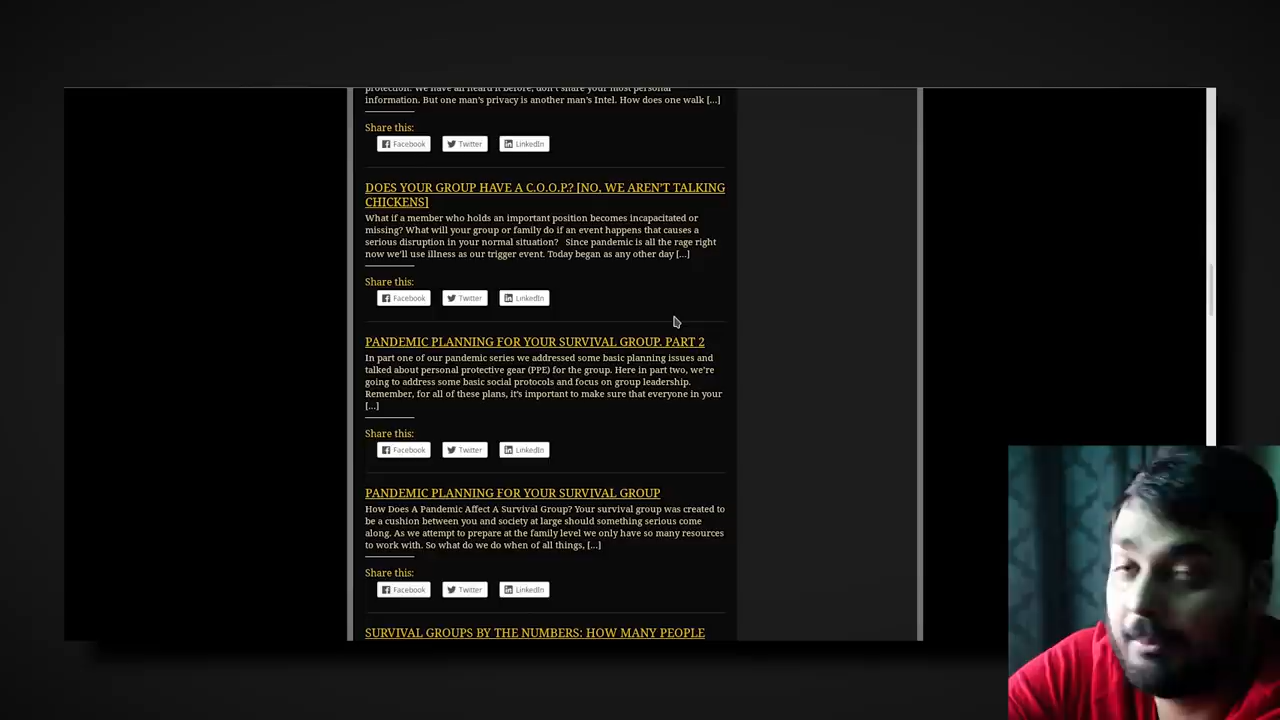 protection. We have all heard it before, don't share your most personal
information. But one man's privacy is another man's Intel. How does one walk [...]
Share this:
Facebook Twitter LinkedIn
DOES YOUR GROUP HAVE A C.O.O.P.? [NO, WE AREN'T TALKING
CHICKENS]
What if a member who holds an important position becomes incapacitated or
missing? What will your group or family do if an event happens that causes a
serious disruption in your normal situation? Since pandemic is all the rage right
now we'll use illness as our trigger event. Today began as any other day [...]
Share this:
Facebook Twitter LinkedIn
PANDEMIC PLANNING FOR YOUR SURVIVAL GROUP. PART 2
In part one of our pandemic series we addressed some basic planning issues and
talked about personal protective gear (PPE) for the group. Here in part two, we're
going to address some basic social protocols and focus on group leadership.
Remember, for all of these plans, it's important to make sure that everyone in your
[...]
Share this:
Facebook Twitter LinkedIn
PANDEMIC PLANNING FOR YOUR SURVIVAL GROUP
How Does A Pandemic Affect A Survival Group? Your survival group was created to
be a cushion between you and society at large should something serious come
along. As we attempt to prepare at the family level we only have so many resources
to work with. So what do we do when of all things, [...]
Share this:
Facebook Twitter LinkedIn
SURVIVAL GROUPS BY THE NUMBERS: HOW MANY PEOPLE